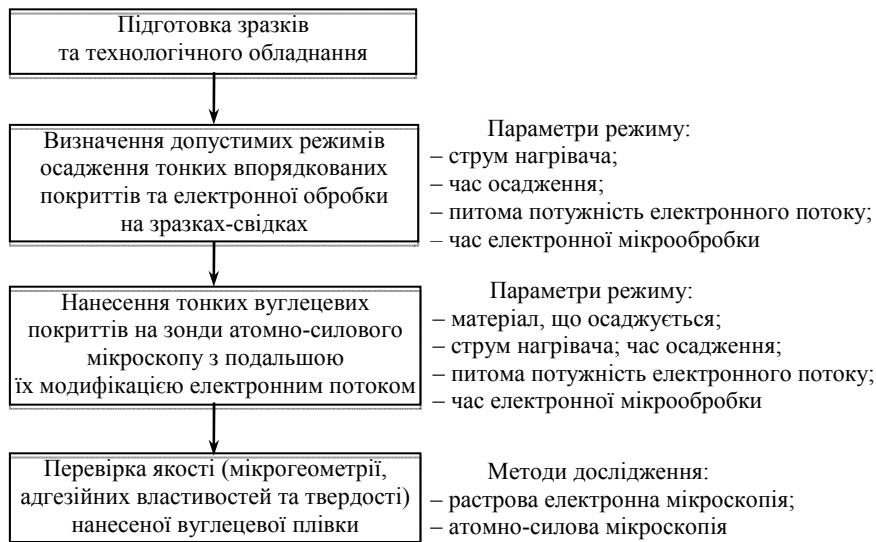 Підготовка зразків
та технологічного обладнання
Визначення допустимих режимів
осадження тонких впорядкованих
покриттів та електронної обробки
на зразках-свідках
Параметри режиму:
– струм нагрівача;
– час осадження;
– питома потужність електронного потоку;
– час електронної мікрообробки
Нанесення тонких вуглецевих
покриттів на зонди атомно-силового
мікроскопу з подальшою
їх модифікацією електронним потоком
Параметри режиму:
– матеріал, що осаджується;
– струм нагрівача; час осадження;
– питома потужність електронного потоку;
– час електронної мікрообробки
Перевірка якості (мікрогеометрії,
адгезійних властивостей та твердості)
нанесеної вуглецевої плівки
Методи дослідження:
– растрова електронна мікроскопія;
– атомно-силова мікроскопія